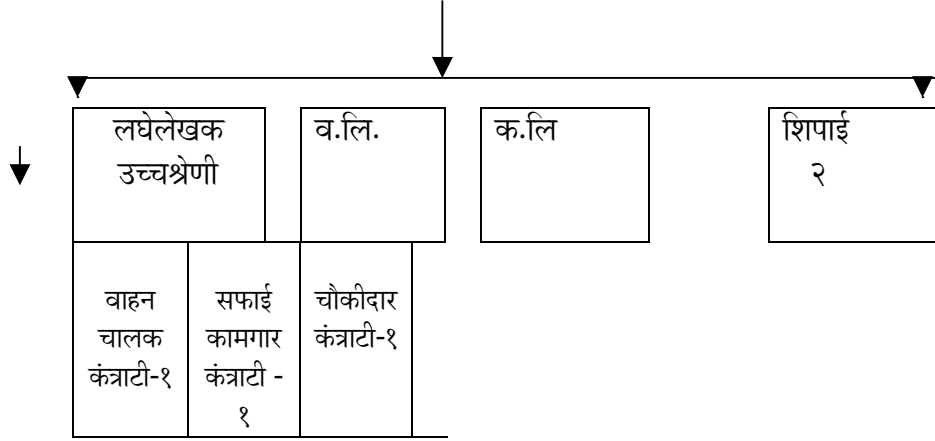 लघेलेखक
उच्चश्रेणी
व.लि.
क.लि
शिपाई
२
वाहन
चालक
कंत्राटी-१
सफाई
कामगार
कंत्राटी -
१
चौकीदार
कंत्राटी-१